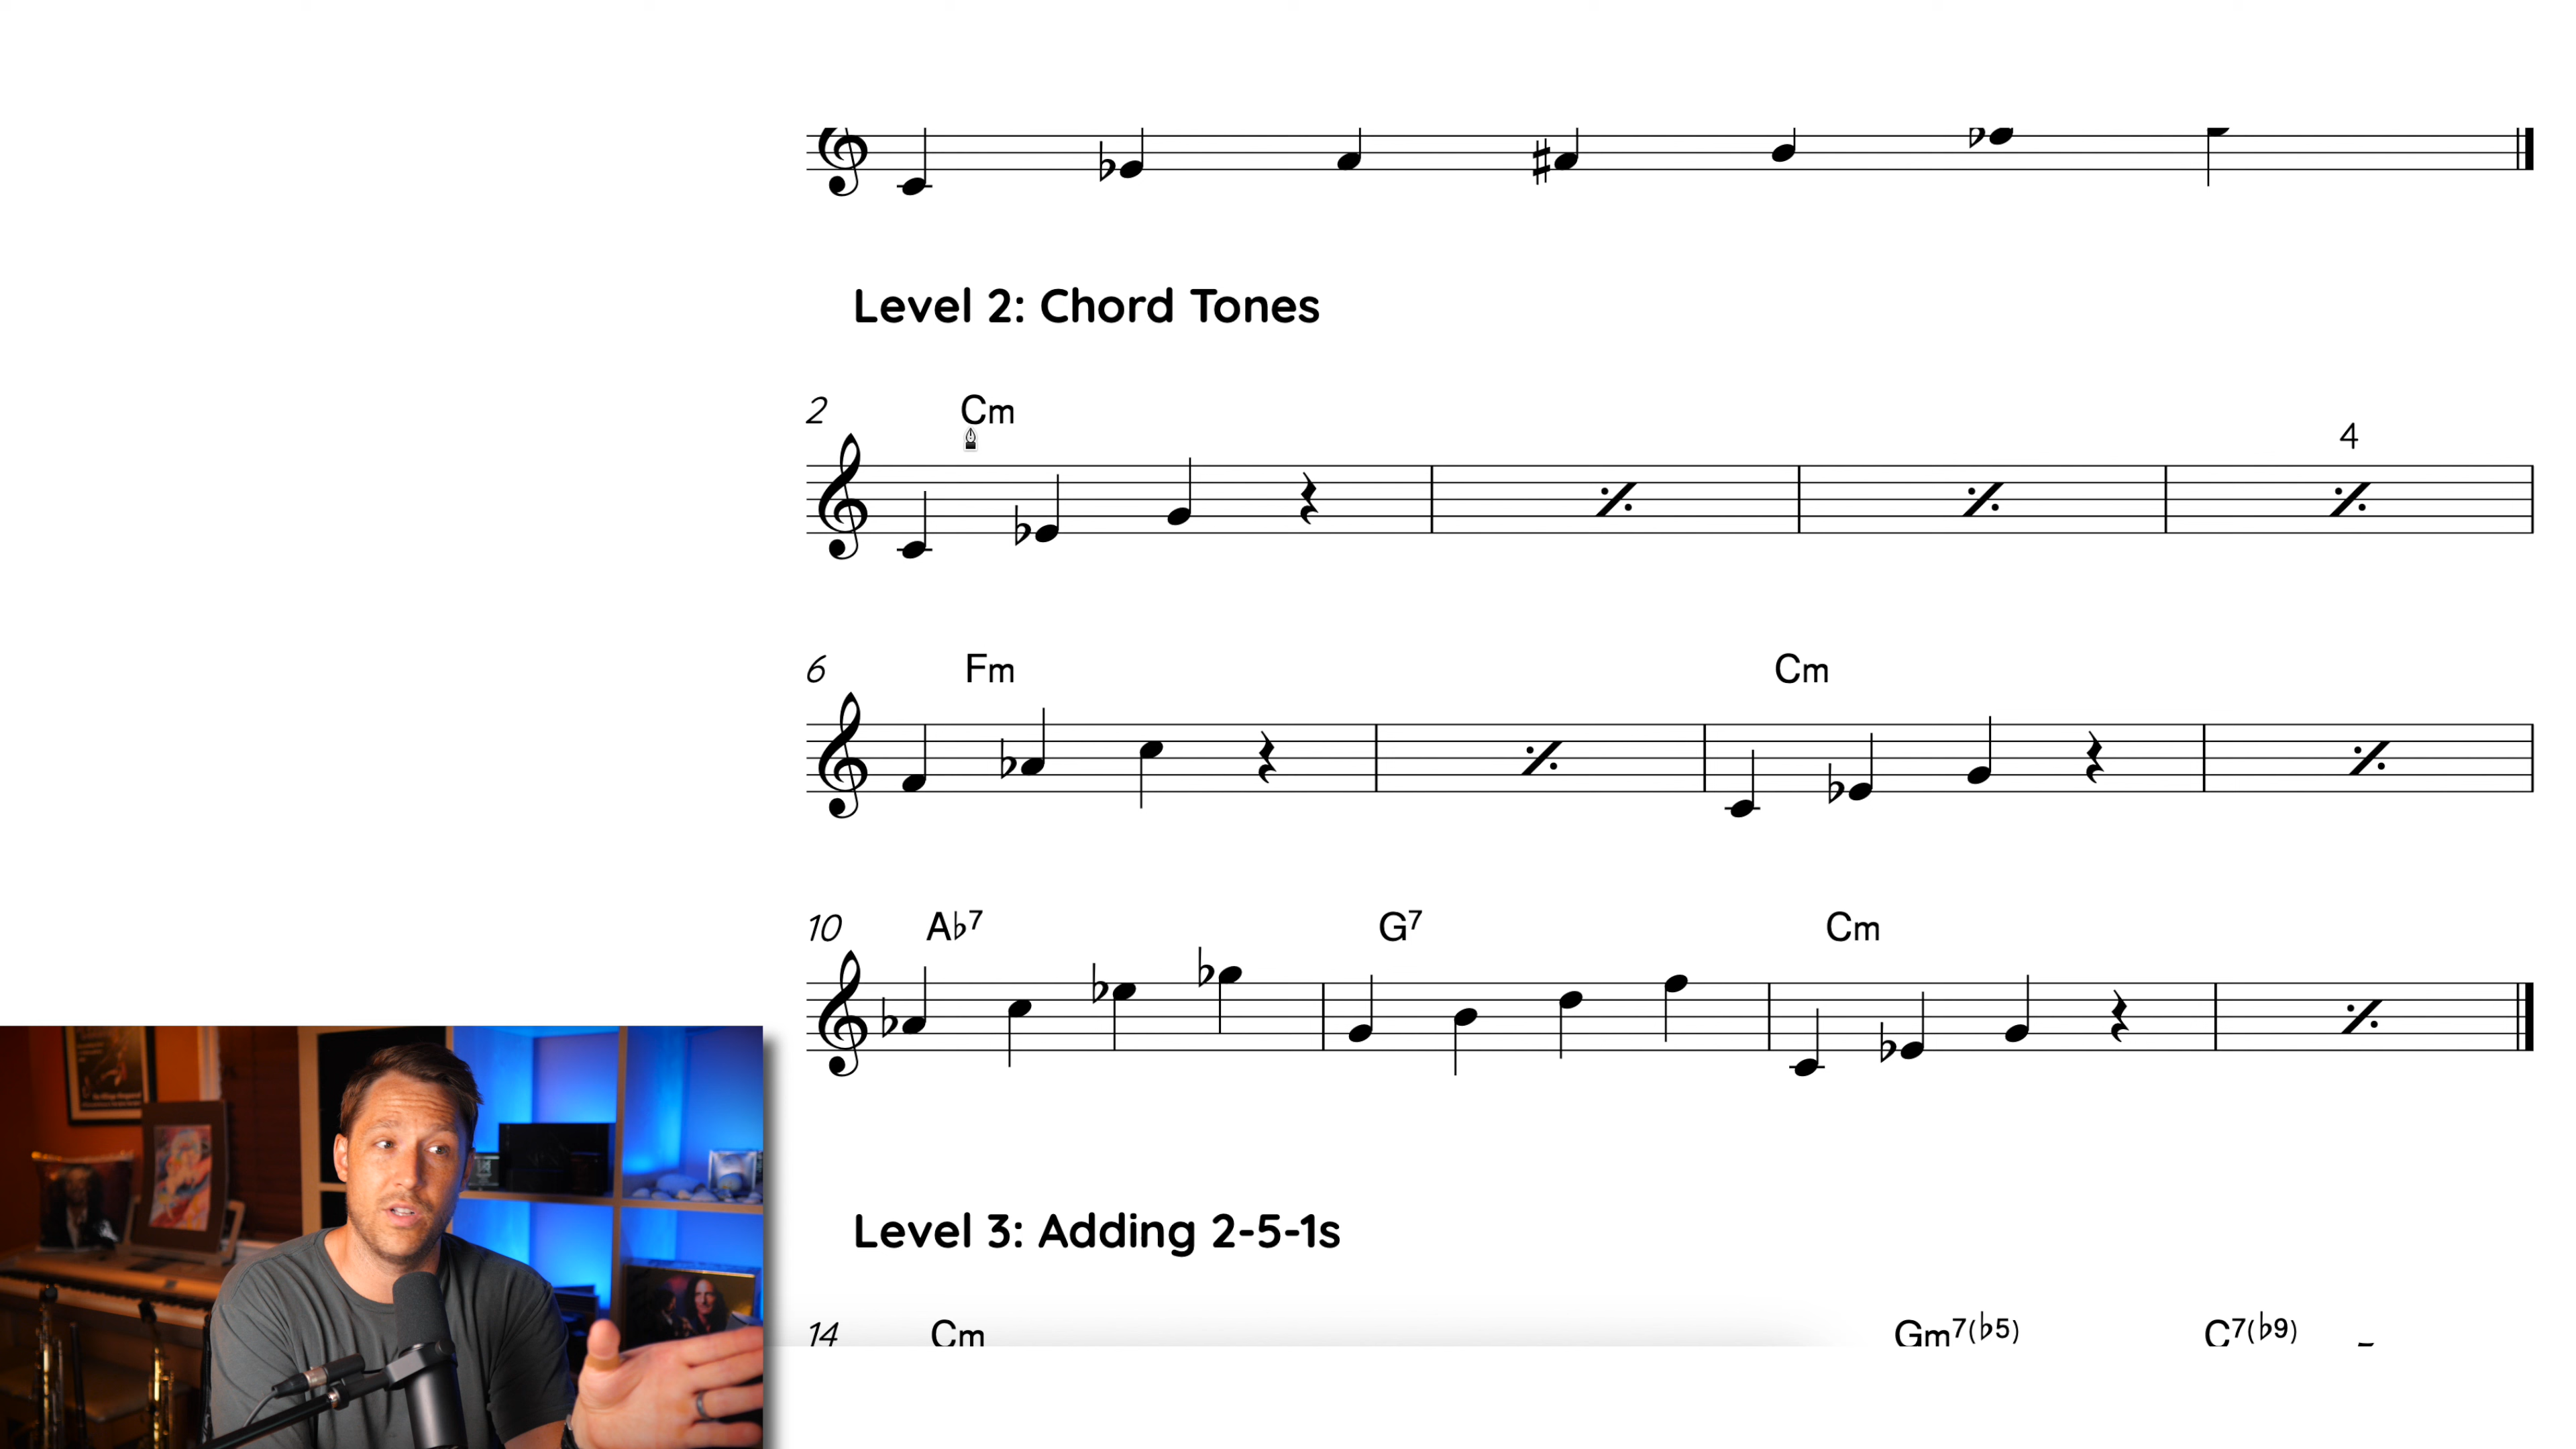 Level 2: Chord Tones
2 Cm
4
6 Fm Cm
10 A♭7 G7 Cm
Level 3: Adding 2-5-1s
14 Cm Gm7(♭5) C7(♭9)